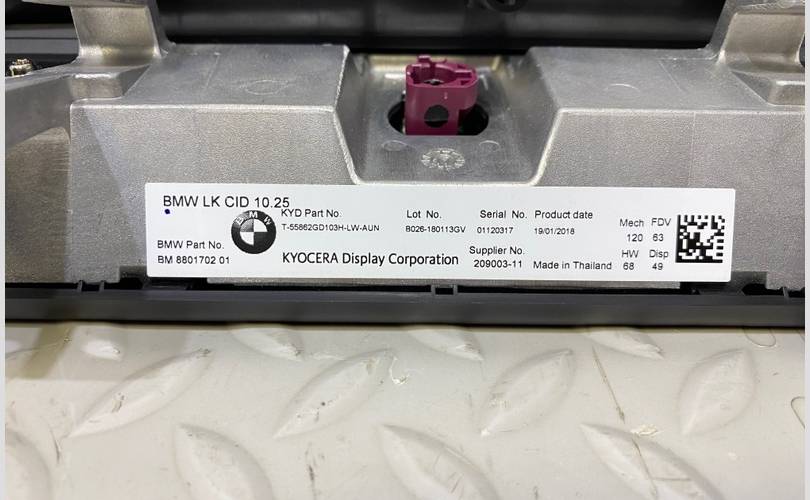 BMW LK CID 10.25
BMW
KYD Part No.
T-55862GD103H-LW-AUN
Lot No.
B026-180113GV
Serial No.
01120317
Product date
19/01/2018
Mech FDV
120 63
HW Disp
68 49
BMW Part No.
BM 8801702 01
KYOCERA Display Corporation
Supplier No.
209003-11
Made in Thailand